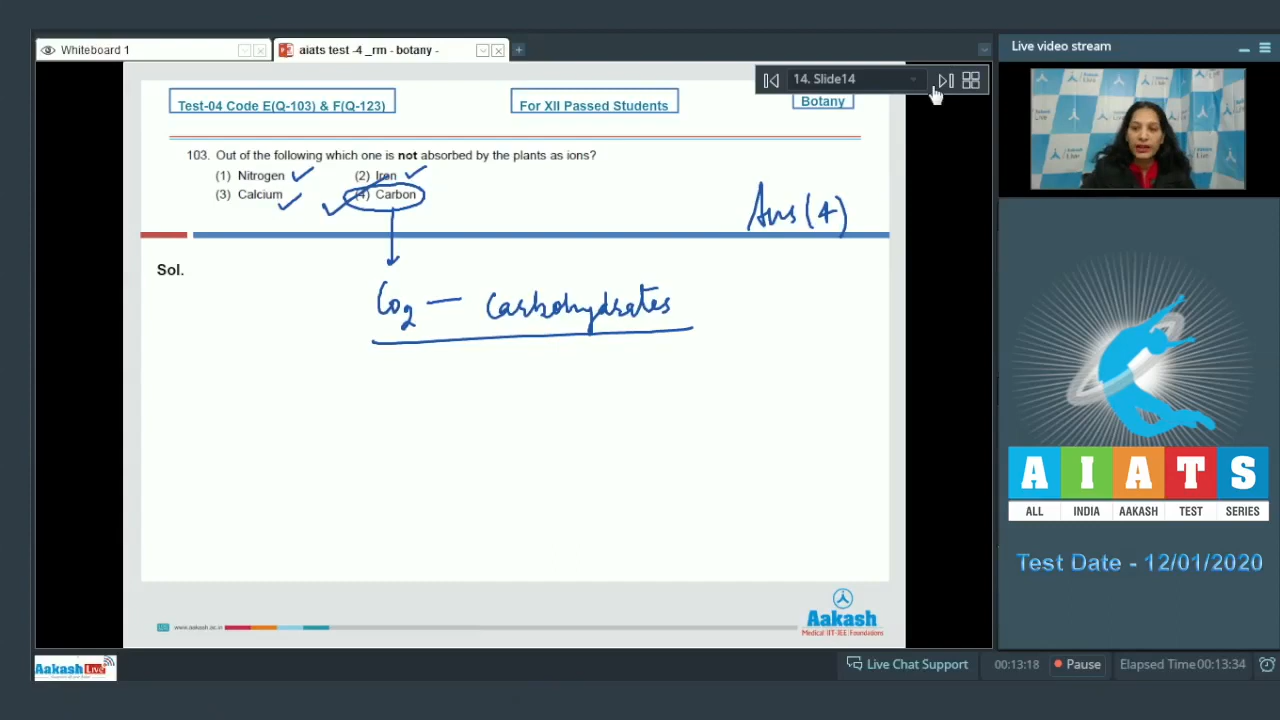 Whiteboard 1
aiats test -4 _rm - botany -
Live video stream
14. Slide14
Test-04 Code E(Q-103) & F(Q-123)
For XII Passed Students
Botany
103. Out of the following which one is not absorbed by the plants as ions?
(1) Nitrogen (2) Iron
(3) Calcium (4) Carbon
Ans (4)
Sol.
Co2 — Carbohydrates
A I A T S
ALL INDIA AAKASH TEST SERIES
Test Date - 12/01/2020
www.aakash.ac.in
Aakash
Medical IIT-JEE Foundations
Aakash Live
Live Chat Support
00:13:18
Pause
Elapsed Time 00:13:34